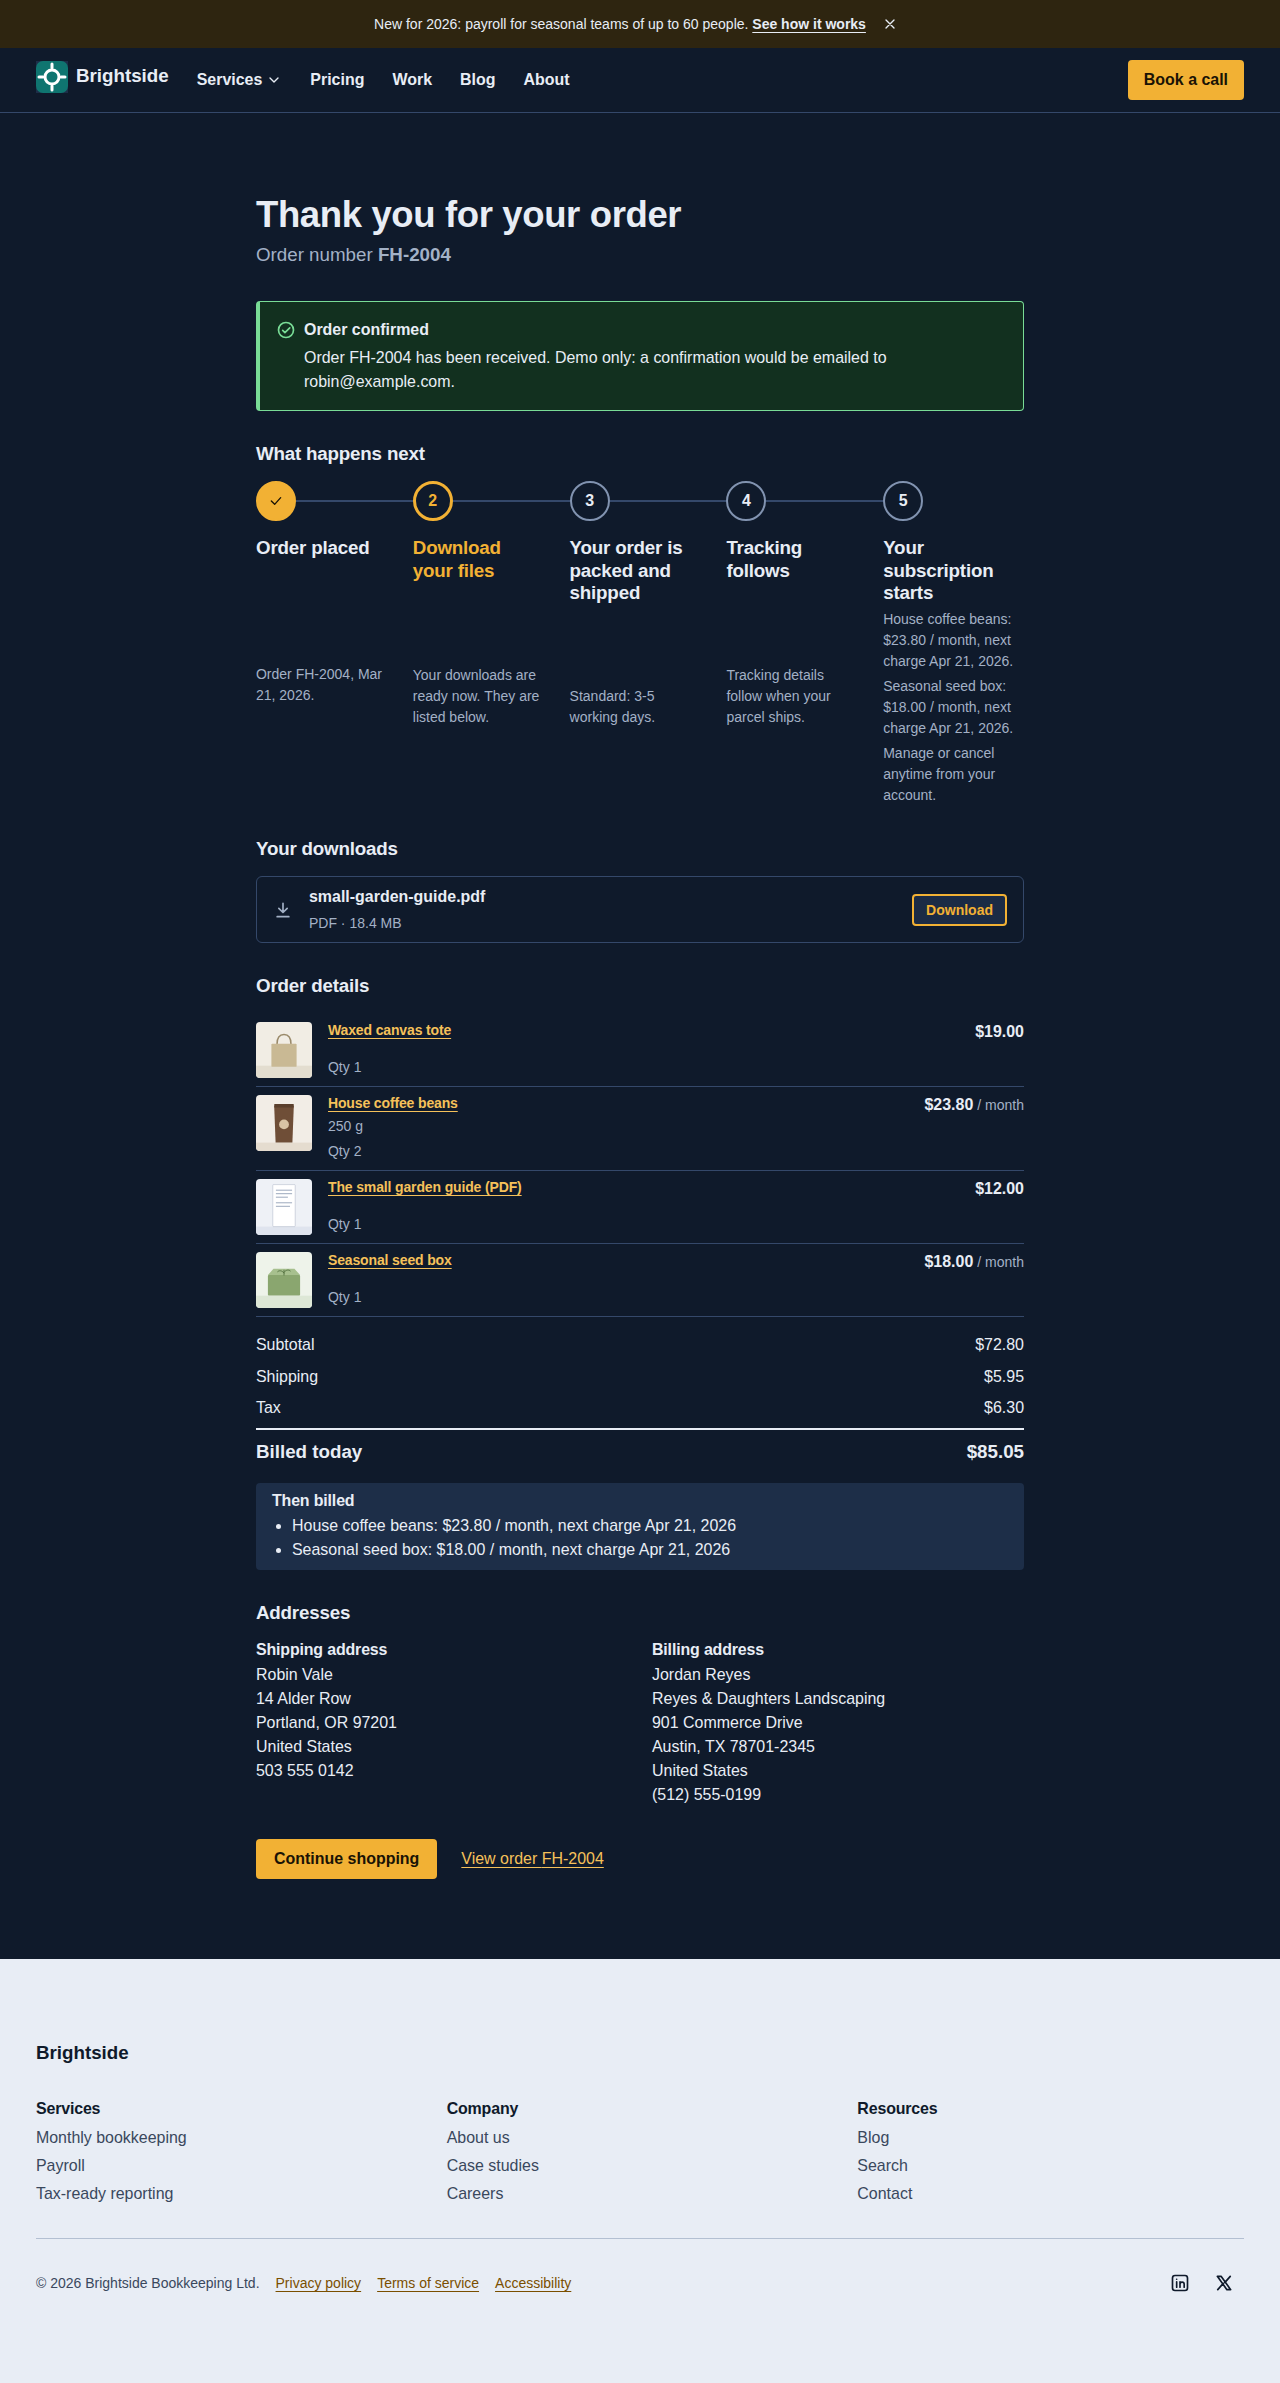 New for 2026: payroll for seasonal teams of up to 60 people. See how it works
Brightside
Services
Pricing
Work
Blog
About
Book a call
Thank you for your order
Order number FH-2004
Order confirmed
Order FH-2004 has been received. Demo only: a confirmation would be emailed to
robin@example.com.
What happens next
2
3
4
5
Order placed
Order FH-2004, Mar
21, 2026.
Download
your files
Your downloads are
ready now. They are
listed below.
Your order is
packed and
shipped
Standard: 3-5
working days.
Tracking
follows
Tracking details
follow when your
parcel ships.
Your
subscription
starts
House coffee beans:
$23.80 / month, next
charge Apr 21, 2026.
Seasonal seed box:
$18.00 / month, next
charge Apr 21, 2026.
Manage or cancel
anytime from your
account.
Your downloads
small-garden-guide.pdf
PDF · 18.4 MB
Download
Order details
Waxed canvas tote
$19.00
Qty 1
House coffee beans
$23.80 / month
250 g
Qty 2
The small garden guide (PDF)
$12.00
Qty 1
Seasonal seed box
$18.00 / month
Qty 1
Subtotal
$72.80
Shipping
$5.95
Tax
$6.30
Billed today
$85.05
Then billed
• House coffee beans: $23.80 / month, next charge Apr 21, 2026
• Seasonal seed box: $18.00 / month, next charge Apr 21, 2026
Addresses
Shipping address
Robin Vale
14 Alder Row
Portland, OR 97201
United States
503 555 0142
Billing address
Jordan Reyes
Reyes & Daughters Landscaping
901 Commerce Drive
Austin, TX 78701-2345
United States
(512) 555-0199
Continue shopping
View order FH-2004
Brightside
Services
Monthly bookkeeping
Payroll
Tax-ready reporting
Company
About us
Case studies
Careers
Resources
Blog
Search
Contact
© 2026 Brightside Bookkeeping Ltd.
Privacy policy
Terms of service
Accessibility